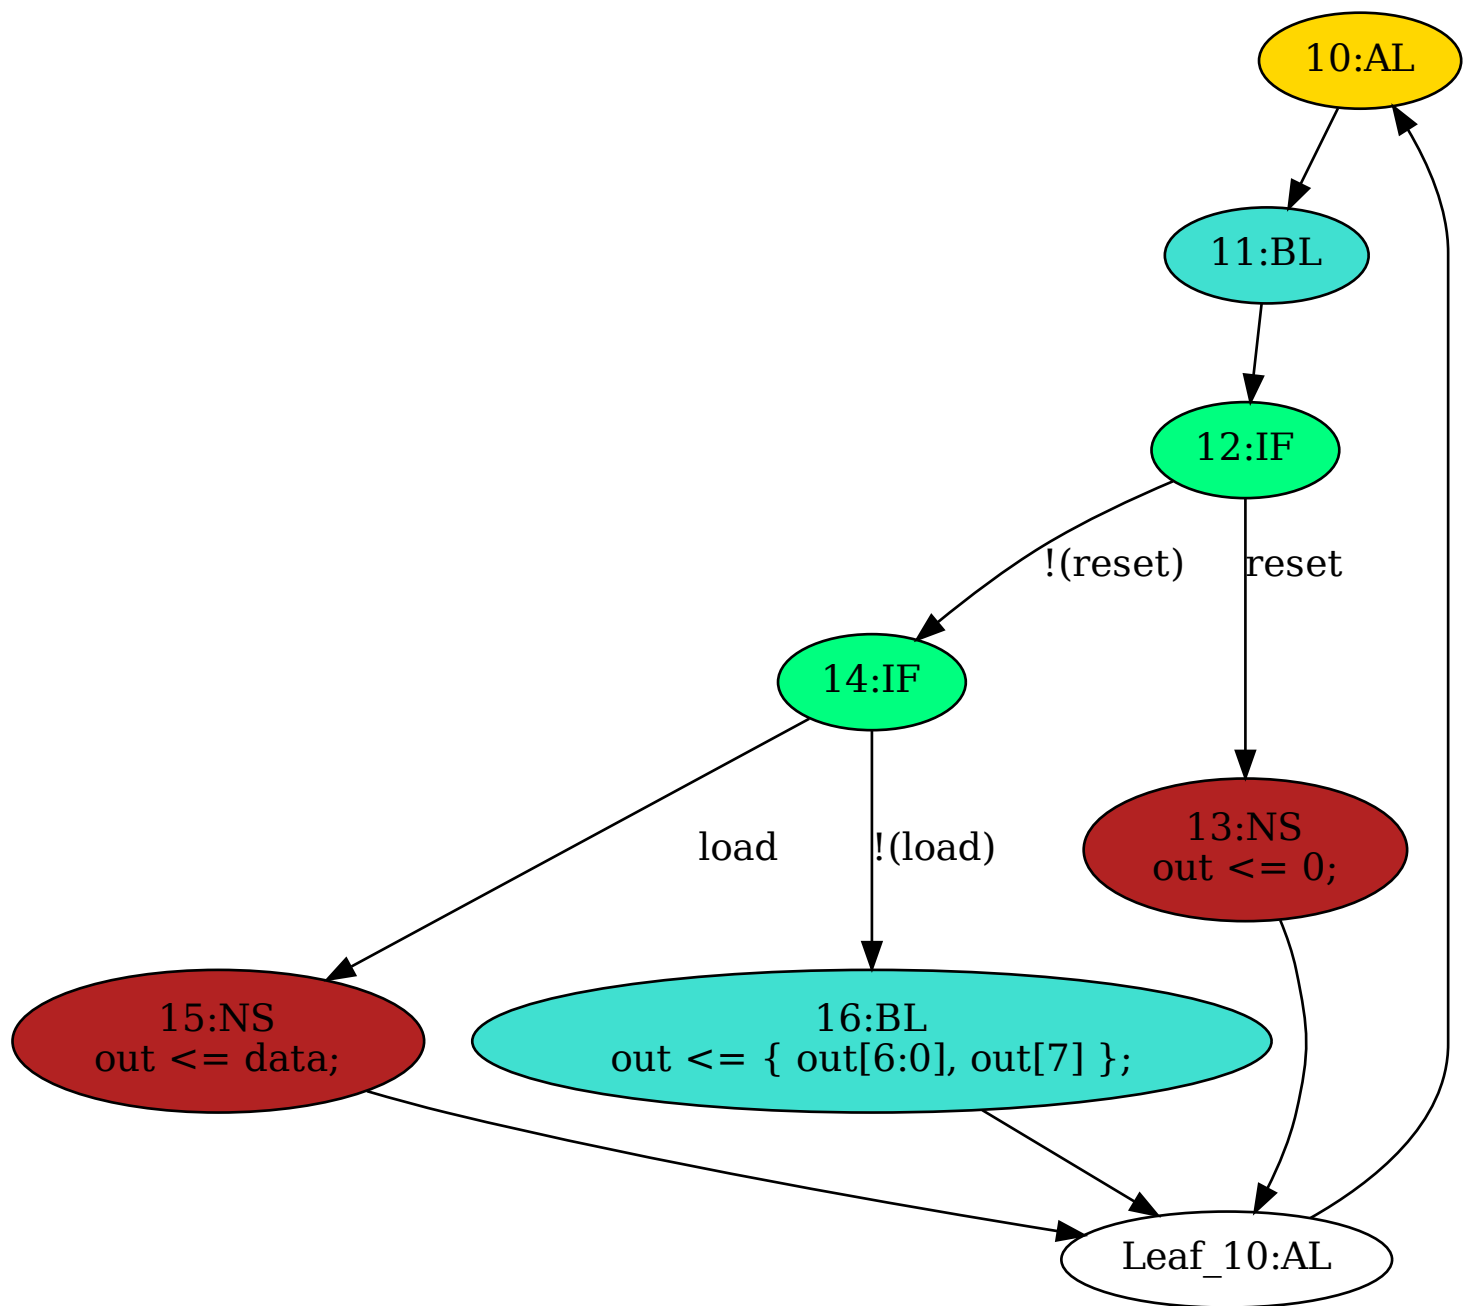 10:AL
11:BL
12:IF
!(reset)
reset
14:IF
load
!(load)
13:NS
out <= 0;
15:NS
out <= data;
16:BL
out <= { out[6:0], out[7] };
Leaf_10:AL